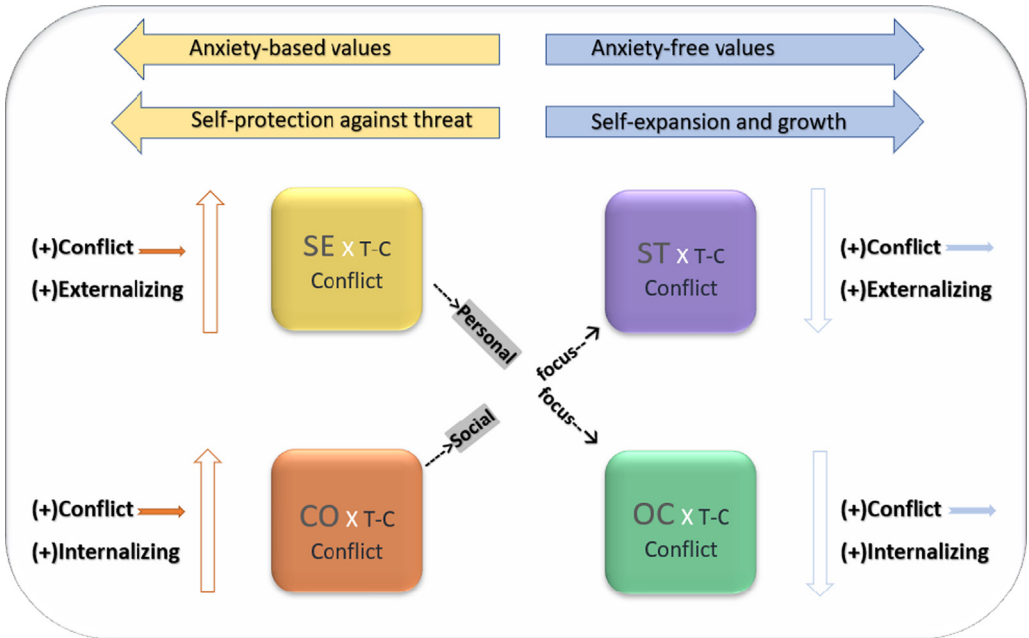 Anxiety-based values
Anxiety-free values
Self-protection against threat
Self-expansion and growth
(+)Conflict
(+)Externalizing
SE X T-C
Conflict
ST X T-C
Conflict
(+)Conflict
(+)Externalizing
Personal
focus
focus
Social
(+)Conflict
(+)Internalizing
CO X T-C
Conflict
OC X T-C
Conflict
(+)Conflict
(+)Internalizing